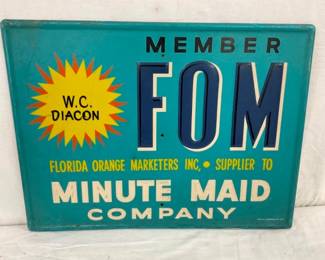 MEMBER
FOM
W.C.
DIACON
FLORIDA ORANGE MARKETERS INC, • SUPPLIER TO
MINUTE MAID
COMPANY